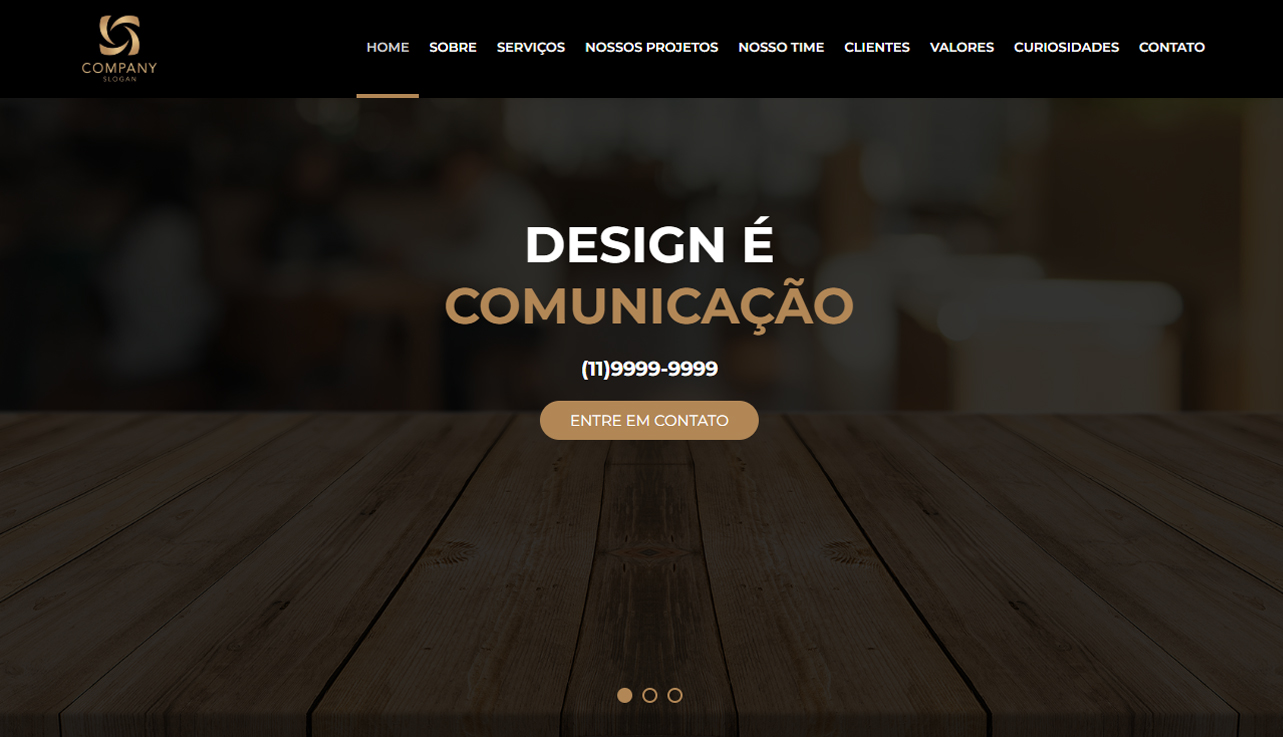 COMPANY
SLOGAN
HOME SOBRE SERVIÇOS NOSSOS PROJETOS NOSSO TIME CLIENTES VALORES CURIOSIDADES CONTATO
DESIGN É
COMUNICAÇÃO
(11)9999-9999
ENTRE EM CONTATO